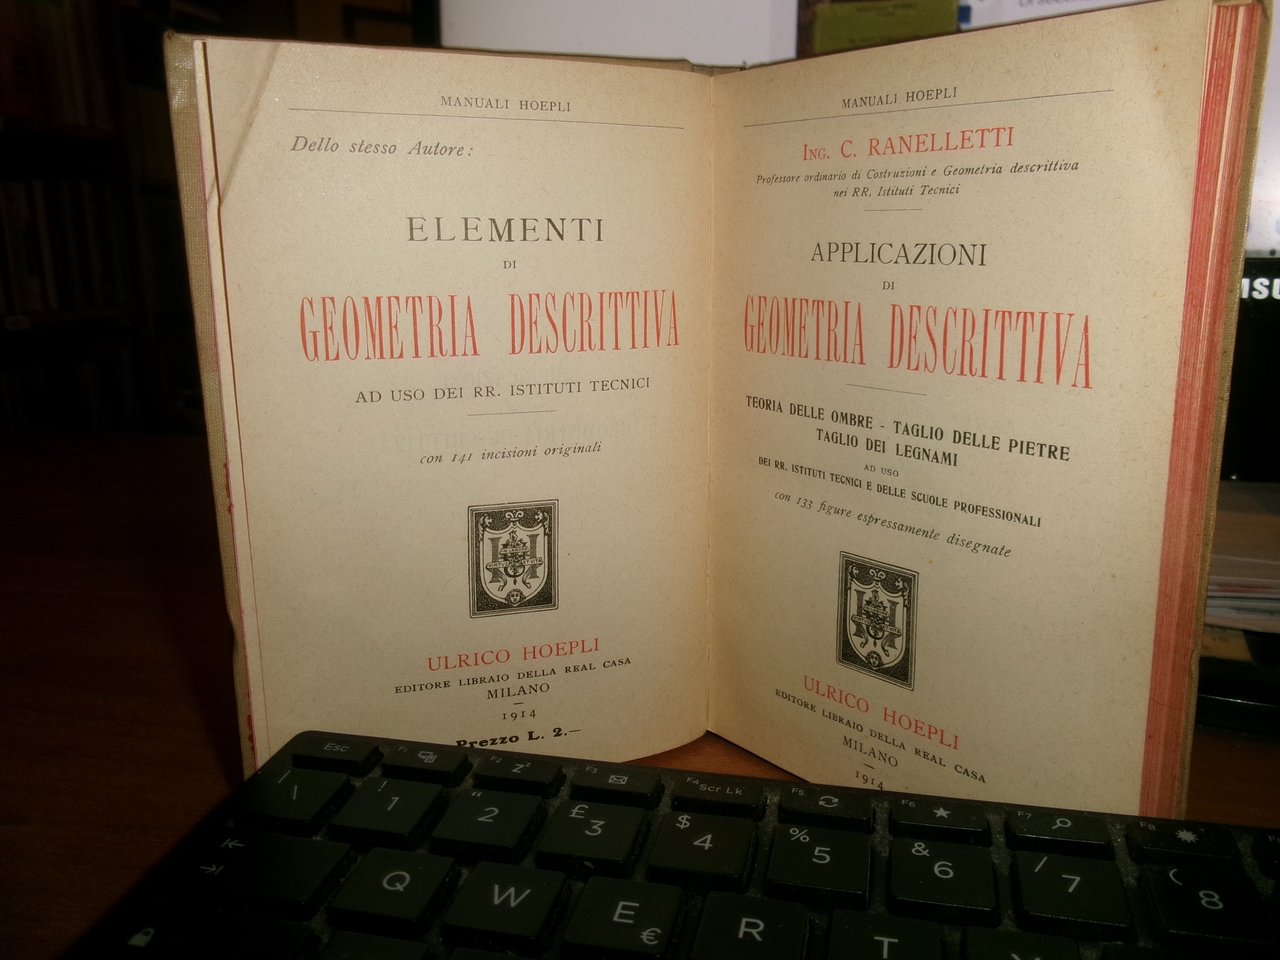 MANUALI HOEPLI
Dello stesso Autore:
ELEMENTI
DI
GEOMETRIA DESCRITTIVA
AD USO DEI RR. ISTITUTI TECNICI
con 141 incisioni originali
ULRICO HOEPLI
EDITORE LIBRAIO DELLA REAL CASA
MILANO
1914
Prezzo L. 2.—
MANUALI HOEPLI
ING. C. RANELLETTI
Professore ordinario di Costruzioni e Geometria descrittiva
nei RR. Istituti Tecnici
APPLICAZIONI
DI
GEOMETRIA DESCRITTIVA
TEORIA DELLE OMBRE - TAGLIO DELLE PIETRE
TAGLIO DEI LEGNAMI
AD USO
DEI RR. ISTITUTI TECNICI E DELLE SCUOLE PROFESSIONALI
con 133 figure espressamente disegnate
ULRICO HOEPLI
EDITORE LIBRAIO DELLA REAL CASA
MILANO
1914
Esc F1 F2 F3 F4 Scr Lk F5 F6 F7 F8
\ | ! 1 " 2 £ 3 $ 4 % 5 & 6 / 7 ( 8
Q W E € R T